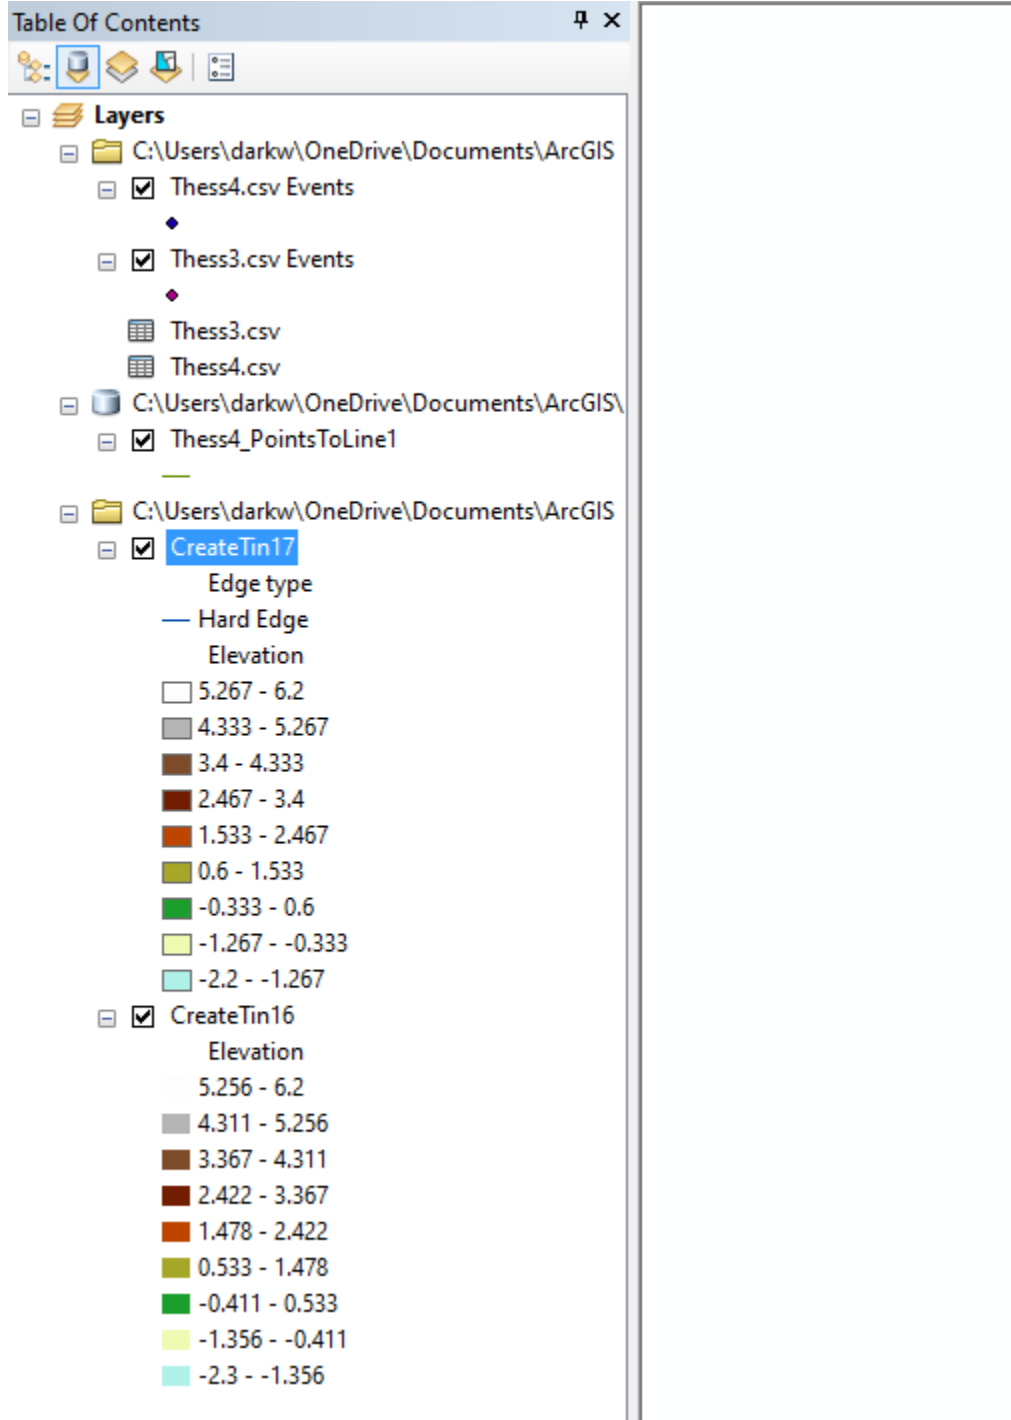 Table Of Contents
Layers
C:\Users\darkw\OneDrive\Documents\ArcGIS
Thess4.csv Events
Thess3.csv Events
Thess3.csv
Thess4.csv
C:\Users\darkw\OneDrive\Documents\ArcGIS\
Thess4_PointsToLine1
C:\Users\darkw\OneDrive\Documents\ArcGIS
CreateTin17
Edge type
Hard Edge
Elevation
5.267 - 6.2
4.333 - 5.267
3.4 - 4.333
2.467 - 3.4
1.533 - 2.467
0.6 - 1.533
-0.333 - 0.6
-1.267 - -0.333
-2.2 - -1.267
CreateTin16
Elevation
5.256 - 6.2
4.311 - 5.256
3.367 - 4.311
2.422 - 3.367
1.478 - 2.422
0.533 - 1.478
-0.411 - 0.533
-1.356 - -0.411
-2.3 - -1.356